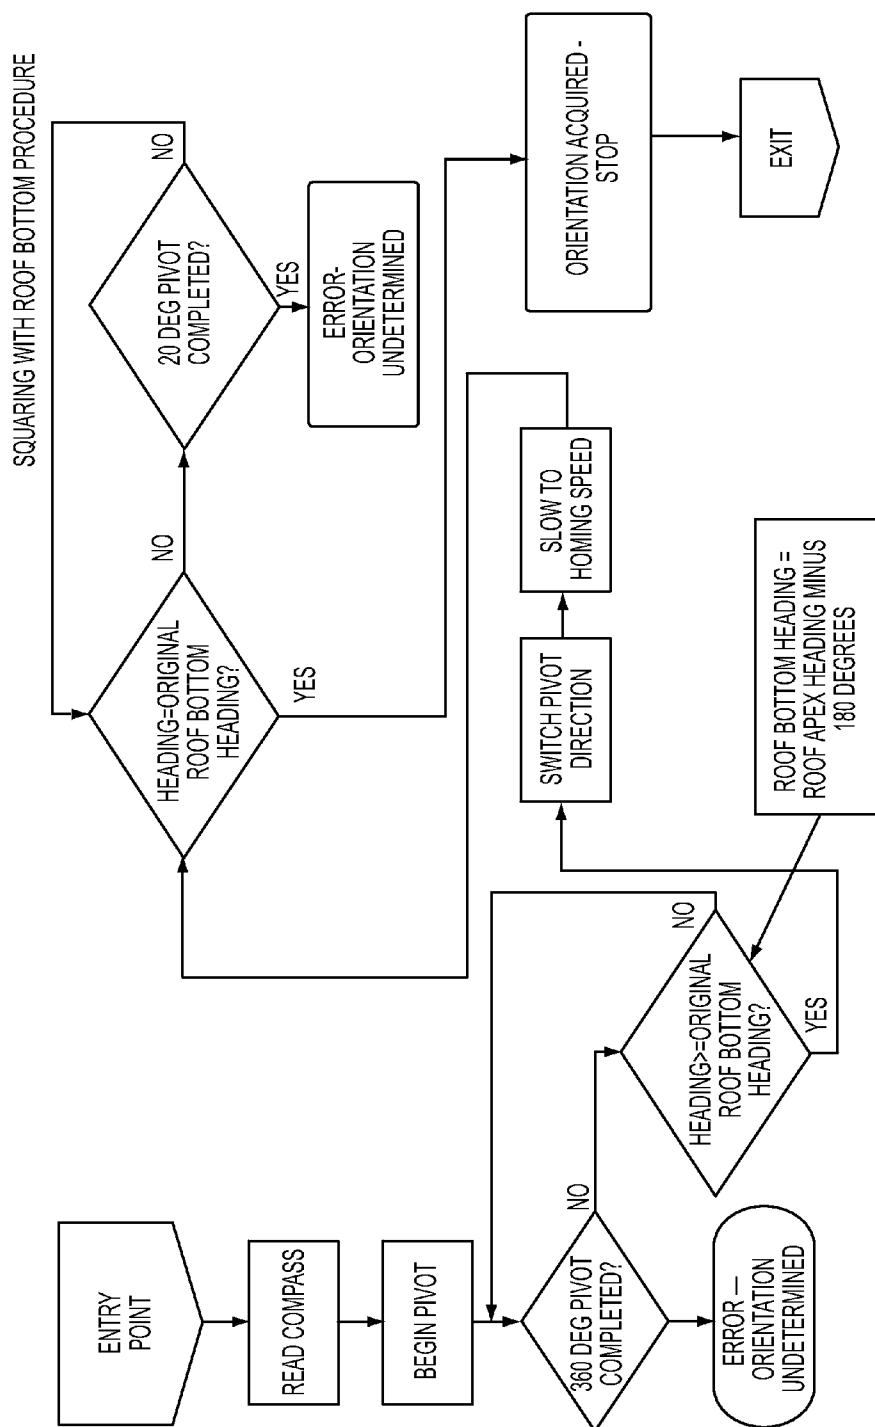 SQUARING WITH ROOF BOTTOM PROCEDURE
ENTRY
POINT
READ COMPASS
BEGIN PIVOT
360 DEG PIVOT
COMPLETED?
NO
ERROR —
ORIENTATION
UNDETERMINED
HEADING>=ORIGINAL
ROOF BOTTOM
HEADING?
NO
YES
ROOF BOTTOM HEADING =
ROOF APEX HEADING MINUS
180 DEGREES
SWITCH PIVOT
DIRECTION
SLOW TO
HOMING SPEED
HEADING=ORIGINAL
ROOF BOTTOM
HEADING?
NO
YES
20 DEG PIVOT
COMPLETED?
NO
YES
ERROR-
ORIENTATION
UNDETERMINED
ORIENTATION ACQUIRED -
STOP
EXIT